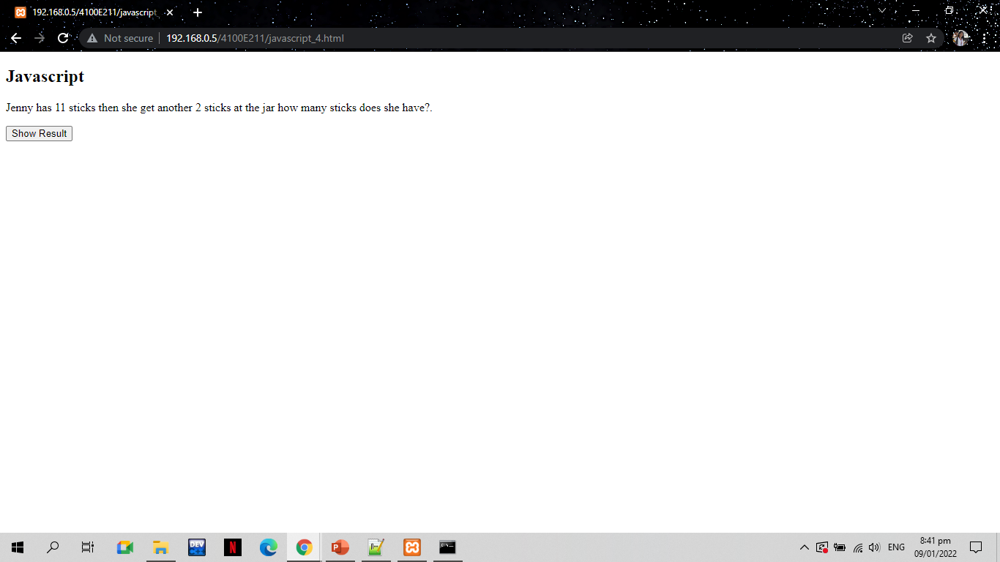 192.168.0.5/4100E211/javascript_
Not secure
192.168.0.5/4100E211/javascript_4.html
Javascript
Jenny has 11 sticks then she get another 2 sticks at the jar how many sticks does she have?.
Show Result
DEV
N
P
ENG
8:41 pm
09/01/2022